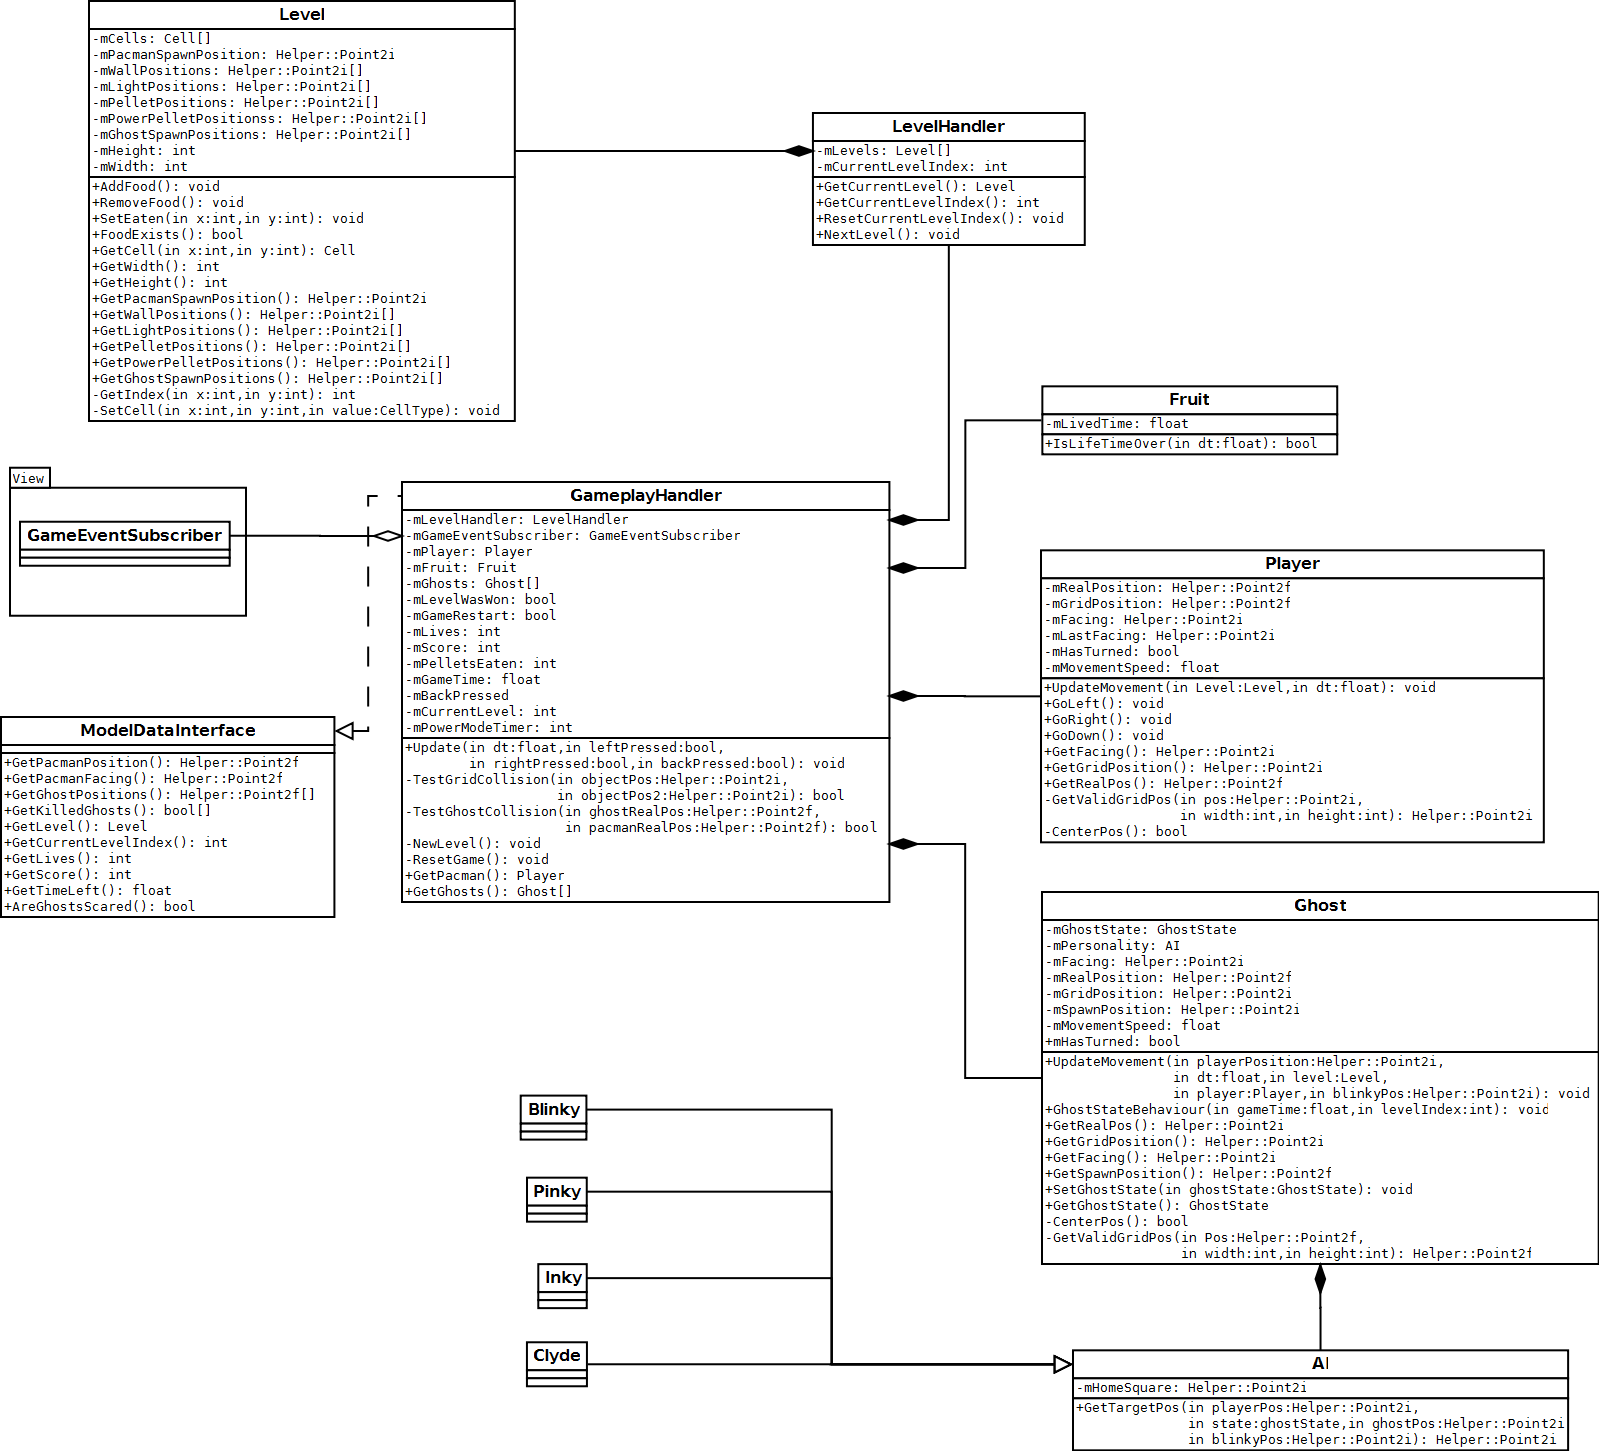 Level
-mCells: Cell[]
-mPacmanSpawnPosition: Helper::Point2i
-mWallPositions: Helper::Point2i[]
-mLightPositions: Helper::Point2i[]
-mPelletPositions: Helper::Point2i[]
-mPowerPelletPositionss: Helper::Point2i[]
-mGhostSpawnPositions: Helper::Point2i[]
-mHeight: int
-mWidth: int
+AddFood(): void
+RemoveFood(): void
+SetEaten(in x:int,in y:int): void
+FoodExists(): bool
+GetCell(in x:int,in y:int): Cell
+GetWidth(): int
+GetHeight(): int
+GetPacmanSpawnPosition(): Helper::Point2i
+GetWallPositions(): Helper::Point2i[]
+GetLightPositions(): Helper::Point2i[]
+GetPelletPositions(): Helper::Point2i[]
+GetPowerPelletPositions(): Helper::Point2i[]
+GetGhostSpawnPositions(): Helper::Point2i[]
-GetIndex(in x:int,in y:int): int
-SetCell(in x:int,in y:int,in value:CellType): void
LevelHandler
-mLevels: Level[]
-mCurrentLevelIndex: int
+GetCurrentLevel(): Level
+GetCurrentLevelIndex(): int
+ResetCurrentLevelIndex(): void
+NextLevel(): void
Fruit
-mLivedTime: float
+IsLifeTimeOver(in dt:float): bool
View
GameEventSubscriber
GameplayHandler
-mLevelHandler: LevelHandler
-mGameEventSubscriber: GameEventSubscriber
-mPlayer: Player
-mFruit: Fruit
-mGhosts: Ghost[]
-mLevelWasWon: bool
-mGameRestart: bool
-mLives: int
-mScore: int
-mPelletsEaten: int
-mGameTime: float
-mBackPressed
-mCurrentLevel: int
-mPowerModeTimer: int
+Update(in dt:float,in leftPressed:bool,
in rightPressed:bool,in backPressed:bool): void
-TestGridCollision(in objectPos:Helper::Point2i,
in objectPos2:Helper::Point2i): bool
-TestGhostCollision(in ghostRealPos:Helper::Point2f,
in pacmanRealPos:Helper::Point2f): bool
-NewLevel(): void
-ResetGame(): void
+GetPacman(): Player
+GetGhosts(): Ghost[]
Player
-mRealPosition: Helper::Point2f
-mGridPosition: Helper::Point2f
-mFacing: Helper::Point2i
-mLastFacing: Helper::Point2i
-mHasTurned: bool
-mMovementSpeed: float
+UpdateMovement(in Level:Level,in dt:float): void
+GoLeft(): void
+GoRight(): void
+GoDown(): void
+GetFacing(): Helper::Point2i
+GetGridPosition(): Helper::Point2i
+GetRealPos(): Helper::Point2f
-GetValidGridPos(in pos:Helper::Point2i,
in width:int,in height:int): Helper::Point2i
-CenterPos(): bool
ModelDataInterface
+GetPacmanPosition(): Helper::Point2f
+GetPacmanFacing(): Helper::Point2f
+GetGhostPositions(): Helper::Point2f[]
+GetKilledGhosts(): bool[]
+GetLevel(): Level
+GetCurrentLevelIndex(): int
+GetLives(): int
+GetScore(): int
+GetTimeLeft(): float
+AreGhostsScared(): bool
Ghost
-mGhostState: GhostState
-mPersonality: AI
-mFacing: Helper::Point2i
-mRealPosition: Helper::Point2f
-mGridPosition: Helper::Point2i
-mSpawnPosition: Helper::Point2i
-mMovementSpeed: float
+mHasTurned: bool
+UpdateMovement(in playerPosition:Helper::Point2i,
in dt:float,in level:Level,
in player:Player,in blinkyPos:Helper::Point2i): void
+GhostStateBehaviour(in gameTime:float,in levelIndex:int): void
+GetRealPos(): Helper::Point2i
+GetGridPosition(): Helper::Point2i
+GetFacing(): Helper::Point2i
+GetSpawnPosition(): Helper::Point2f
+SetGhostState(in ghostState:GhostState): void
+GetGhostState(): GhostState
-CenterPos(): bool
-GetValidGridPos(in Pos:Helper::Point2f,
in width:int,in height:int): Helper::Point2f
Blinky
Pinky
Inky
Clyde
AI
-mHomeSquare: Helper::Point2i
+GetTargetPos(in playerPos:Helper::Point2i,
in state:ghostState,in ghostPos:Helper::Point2i
in blinkyPos:Helper::Point2i): Helper::Point2i